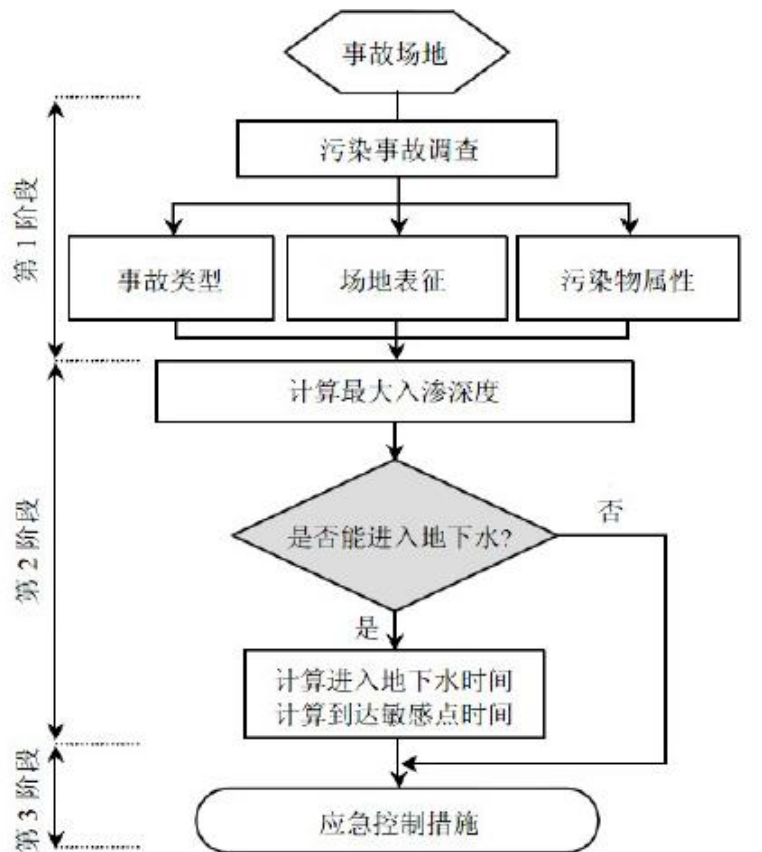 事故场地
第1阶段
污染事故调查
事故类型
场地表征
污染物属性
第2阶段
计算最大入渗深度
是否能进入地下水?
否
是
计算进入地下水时间
计算到达敏感点时间
第3阶段
应急控制措施